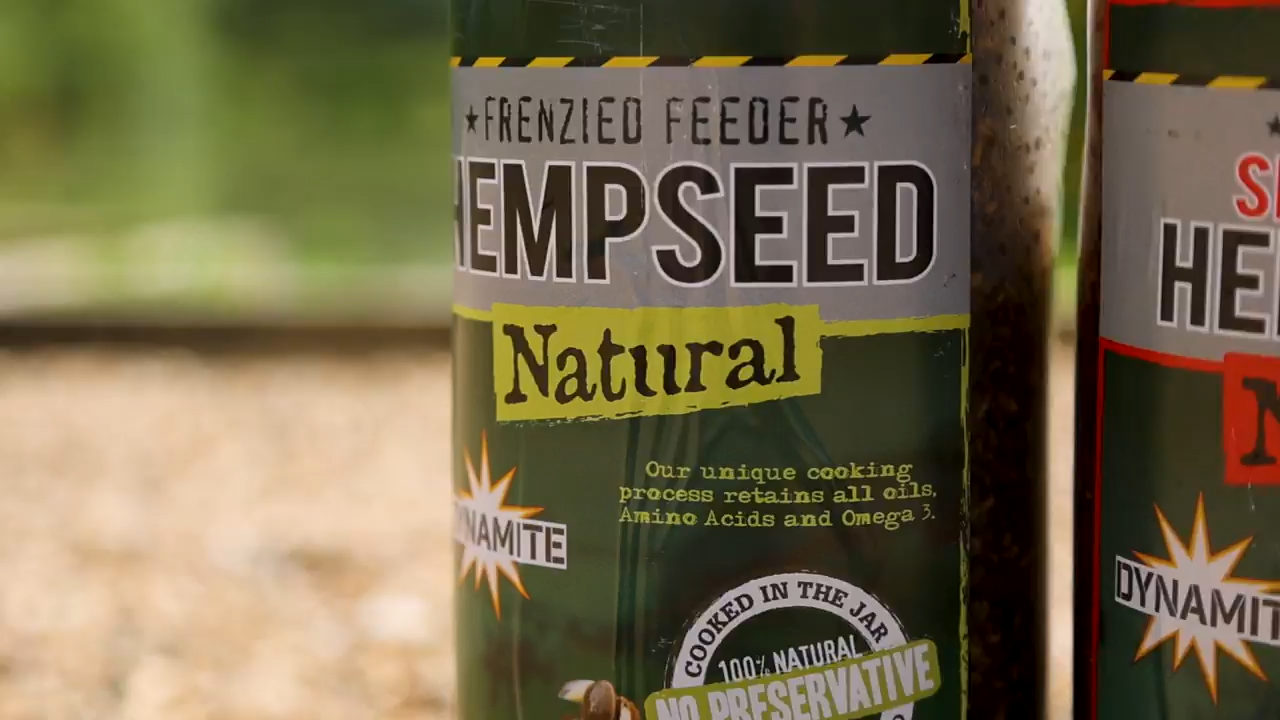 FRENZIED FEEDER
HEMPSEED
Natural
Our unique cooking
process retains all oils,
Amino Acids and Omega 3.
DYNAMITE
COOKED IN THE JAR
100% NATURAL
NO PRESERVATIVE
HE
N
DYNAMIT